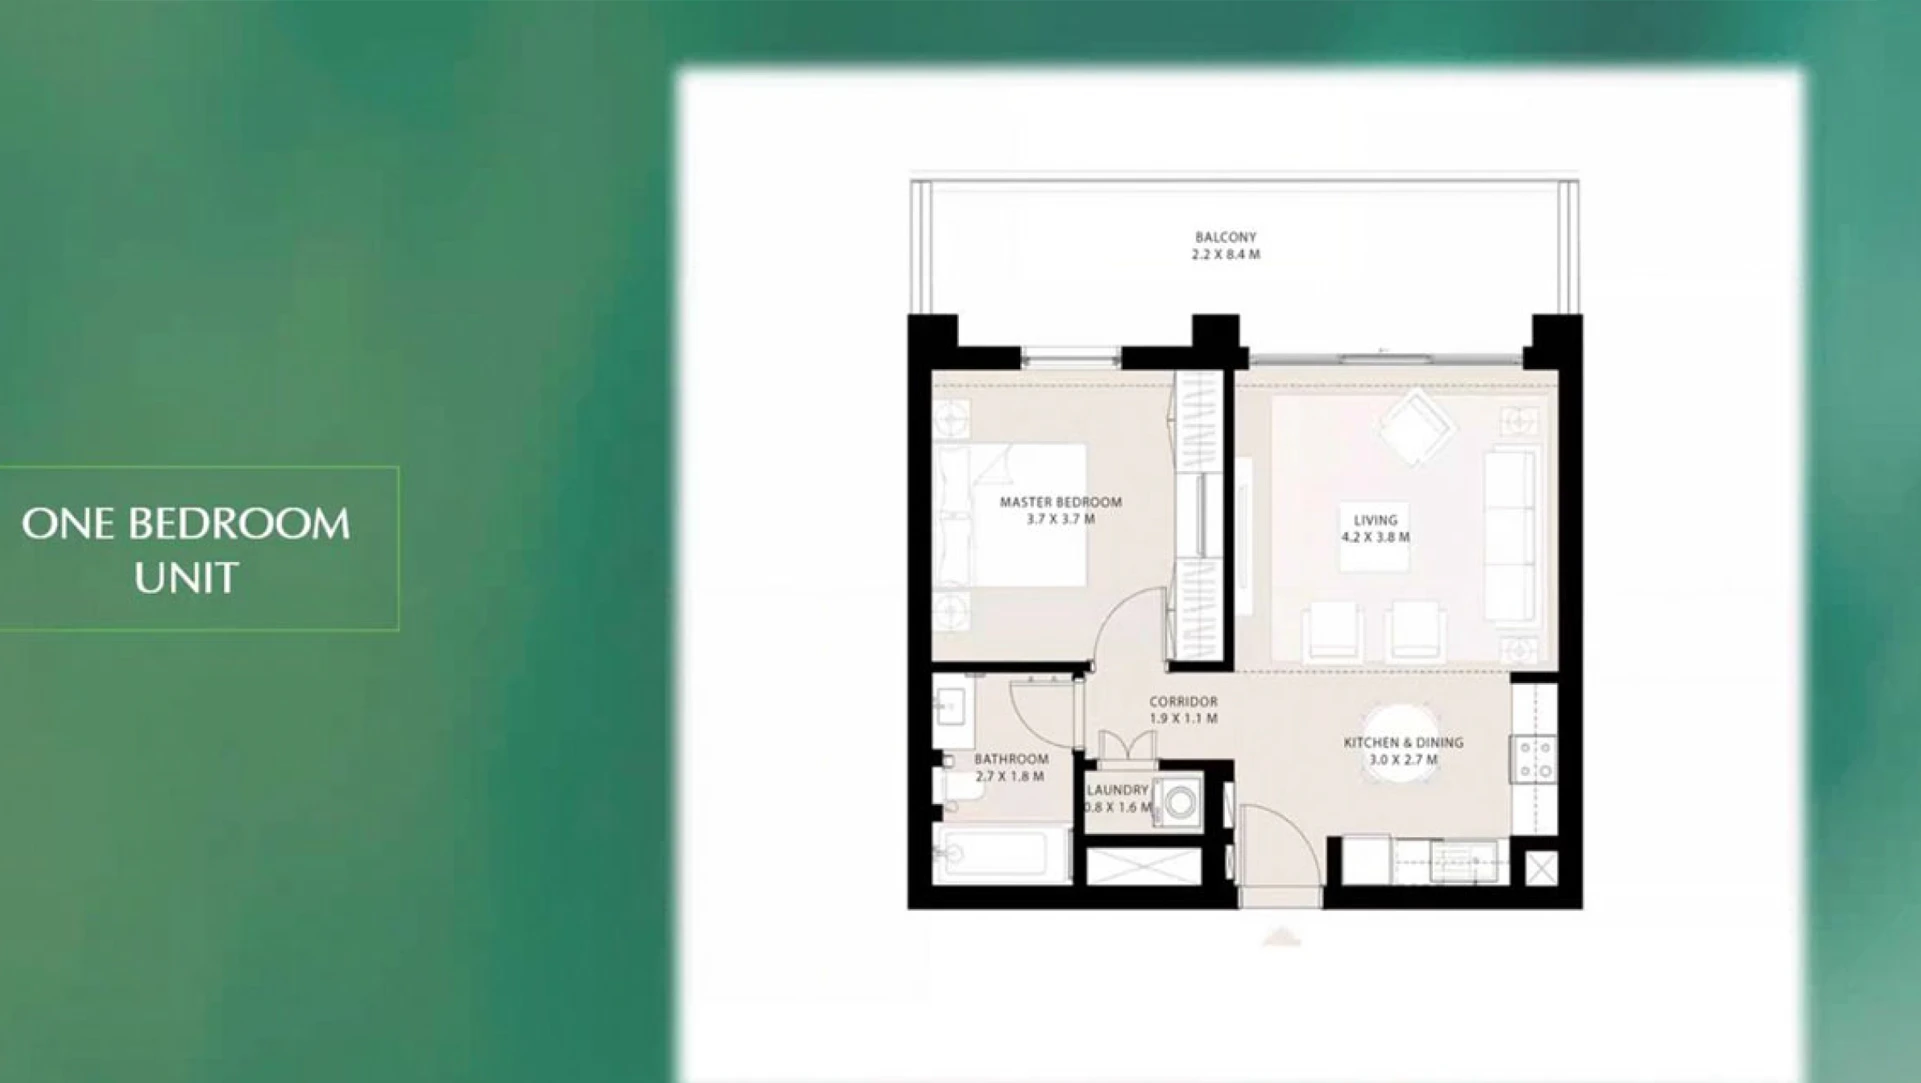 BALCONY
2.2 X 8.4 M
MASTER BEDROOM
3.7 X 3.7 M
LIVING
4.2 X 3.8 M
ONE BEDROOM
UNIT
CORRIDOR
1.9 X 1.1 M
KITCHEN & DINING
3.0 X 2.7 M
BATHROOM
2.7 X 1.8 M
LAUNDRY
0.8 X 1.6 M